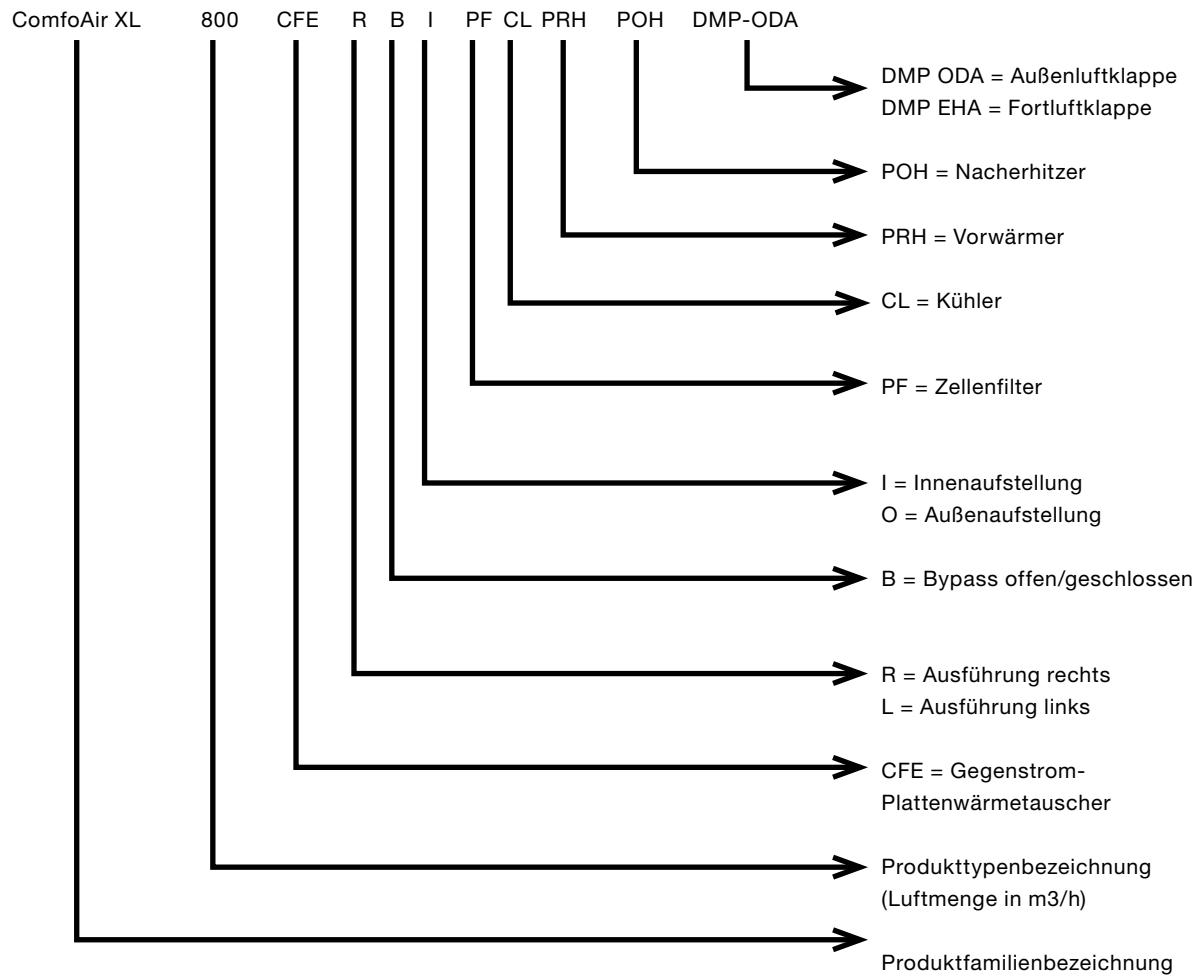 ComfoAir XL 800 CFE R B I PF CL PRH POH DMP-ODA
DMP ODA = Außenluftklappe
DMP EHA = Fortluftklappe
POH = Nacherhitzer
PRH = Vorwärmer
CL = Kühler
PF = Zellenfilter
I = Innenaufstellung
O = Außenaufstellung
B = Bypass offen/geschlossen
R = Ausführung rechts
L = Ausführung links
CFE = Gegenstrom-
Plattenwärmetauscher
Produkttypenbezeichnung
(Luftmenge in m3/h)
Produktfamilienbezeichnung